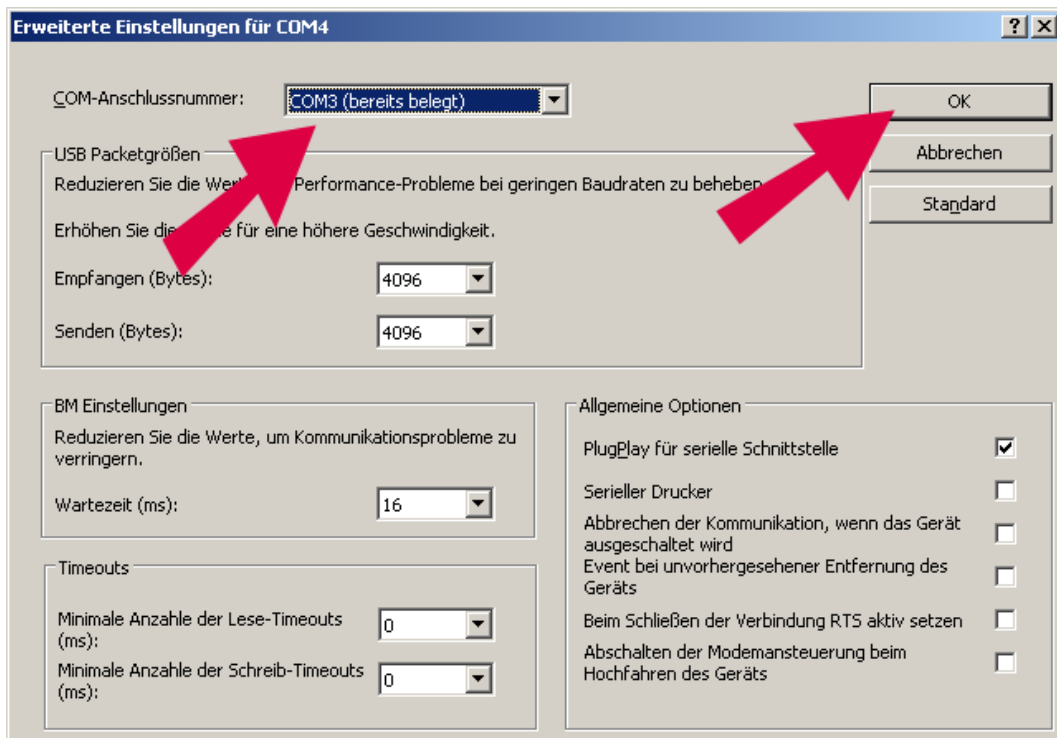 Erweiterte Einstellungen für COM4
COM-Anschlussnummer:
COM3 (bereits belegt)
OK
Abbrechen
Standard
USB Packetgrößen
Reduzieren Sie die Performance-Probleme bei geringen Baudraten zu beheben
Erhöhen Sie für eine höhere Geschwindigkeit.
Empfangen (Bytes):
4096
Senden (Bytes):
4096
BM Einstellungen
Reduzieren Sie die Werte, um Kommunikationsprobleme zu
verringern.
Wartezeit (ms):
16
Timeouts
Minimale Anzahle der Lese-Timeouts
(ms):
0
Minimale Anzahle der Schreib-Timeouts
(ms):
0
Allgemeine Optionen
PlugPlay für serielle Schnittstelle
Serieller Drucker
Abbrechen der Kommunikation, wenn das Gerät
ausgeschaltet wird
Event bei unvorhergesehener Entfernung des
Geräts
Beim Schließen der Verbindung RTS aktiv setzen
Abschalten der Modemansteuerung beim
Hochfahren des Geräts